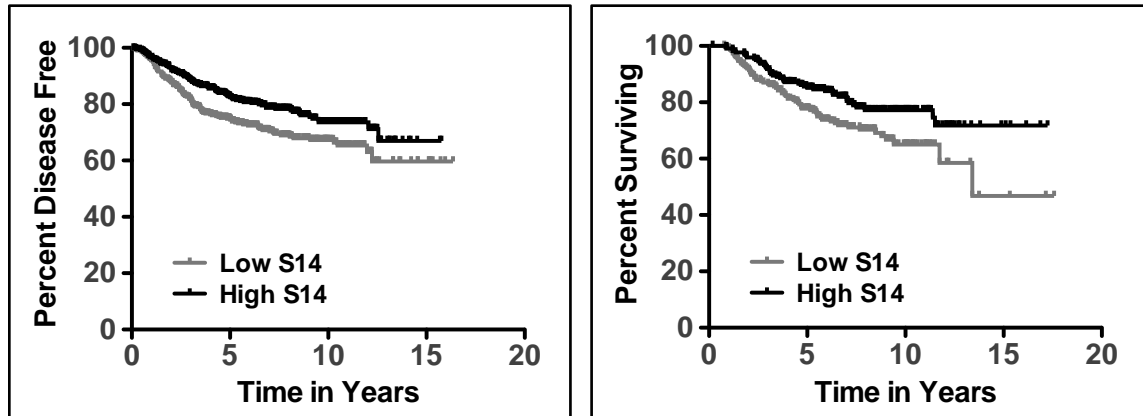 Percent Disease Free
100
80
60
40
20
0
Low S14
High S14
0 5 10 15 20
Time in Years
Percent Surviving
100
80
60
40
20
0
Low S14
High S14
0 5 10 15 20
Time in Years